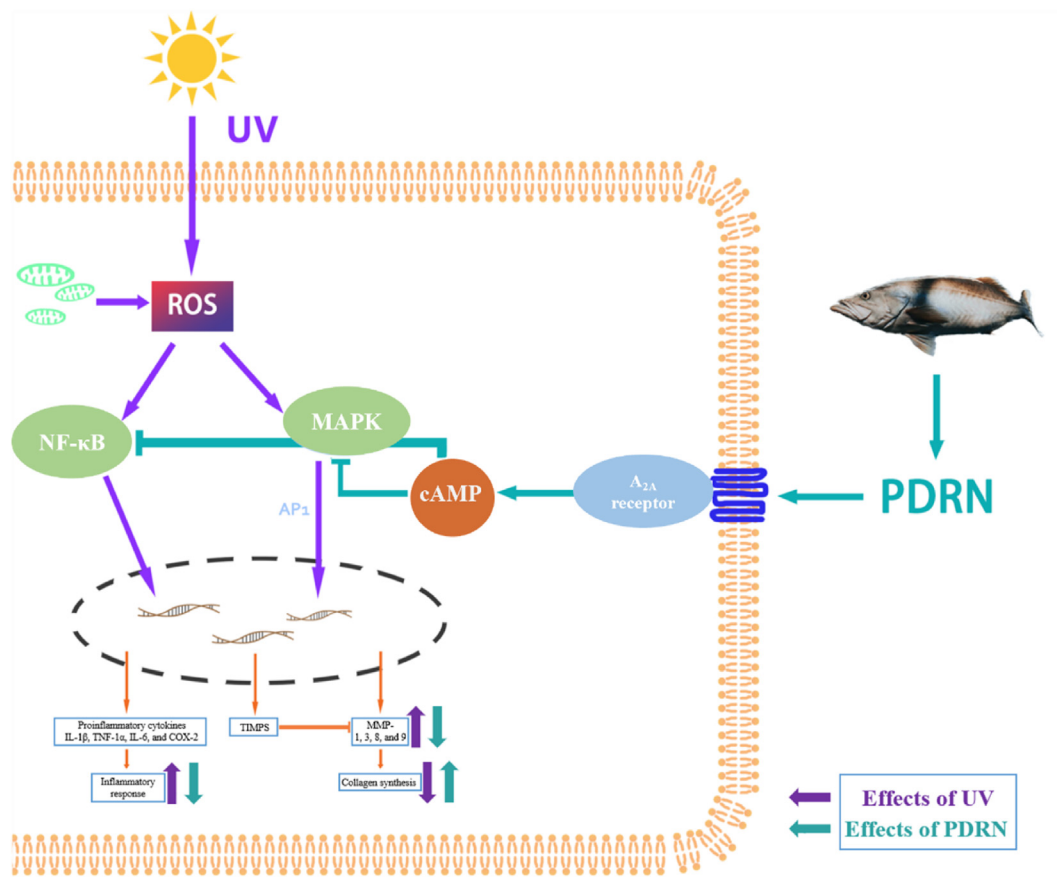 UV
ROS
NF-κB
MAPK
cAMP
A2A
receptor
PDRN
AP1
Proinflammatory cytokines
IL-1β, TNF-1α, IL-6, and COX-2
TIMPS
MMP-
1, 3, 8, and 9
Inflammatory
response
Collagen synthesis
Effects of UV
Effects of PDRN